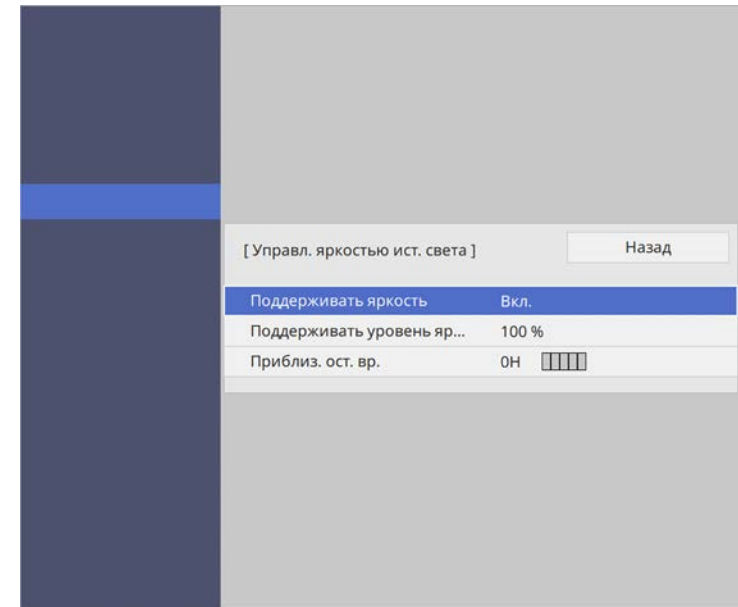 [ Управл. яркостью ист. света ] Назад
Поддерживать яркость Вкл.
Поддерживать уровень яр... 100 %
Приблиз. ост. вр. 0H